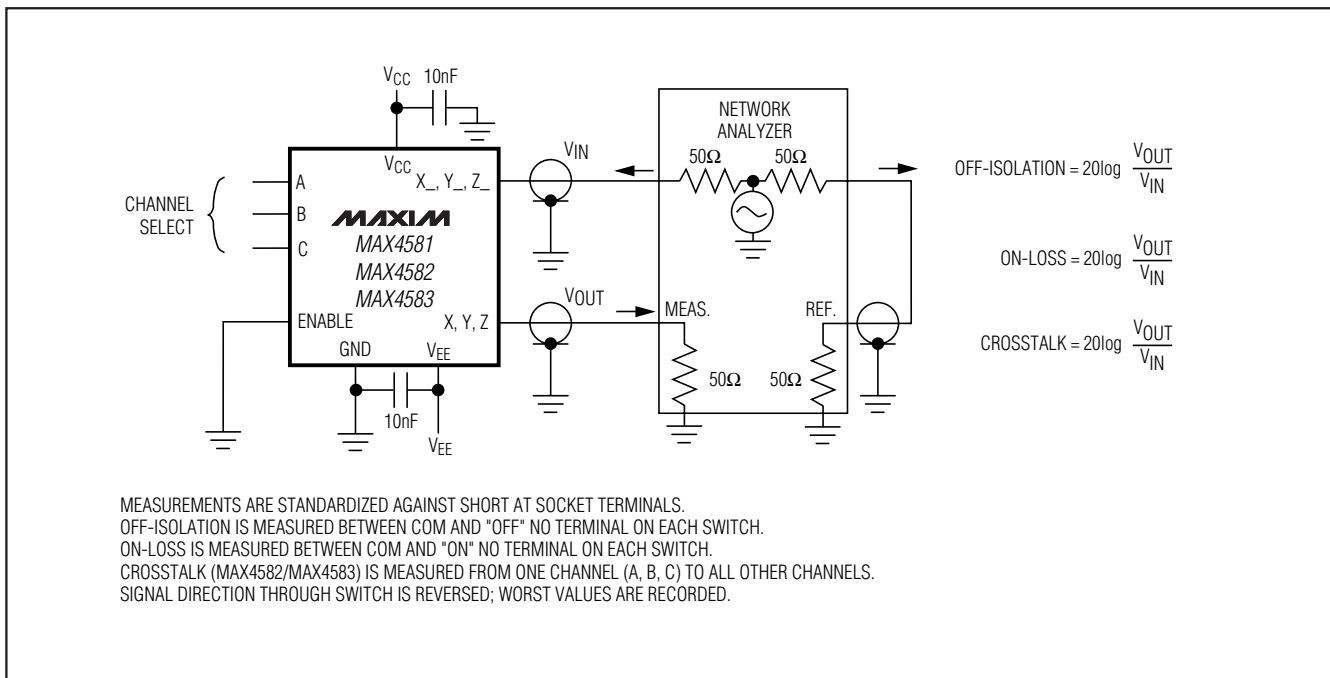 VCC 10nF
VCC
A
B
C
CHANNEL
SELECT
X_, Y_, Z_
MAXIM
MAX4581
MAX4582
MAX4583
ENABLE
X, Y, Z
GND
VEE
10nF
VEE
VIN
VOUT
NETWORK
ANALYZER
50Ω 50Ω
MEAS. REF.
50Ω 50Ω
OFF-ISOLATION = 20log VOUT
VIN
ON-LOSS = 20log VOUT
VIN
CROSSTALK = 20log VOUT
VIN
MEASUREMENTS ARE STANDARDIZED AGAINST SHORT AT SOCKET TERMINALS.
OFF-ISOLATION IS MEASURED BETWEEN COM AND "OFF" NO TERMINAL ON EACH SWITCH.
ON-LOSS IS MEASURED BETWEEN COM AND "ON" NO TERMINAL ON EACH SWITCH.
CROSSTALK (MAX4582/MAX4583) IS MEASURED FROM ONE CHANNEL (A, B, C) TO ALL OTHER CHANNELS.
SIGNAL DIRECTION THROUGH SWITCH IS REVERSED; WORST VALUES ARE RECORDED.